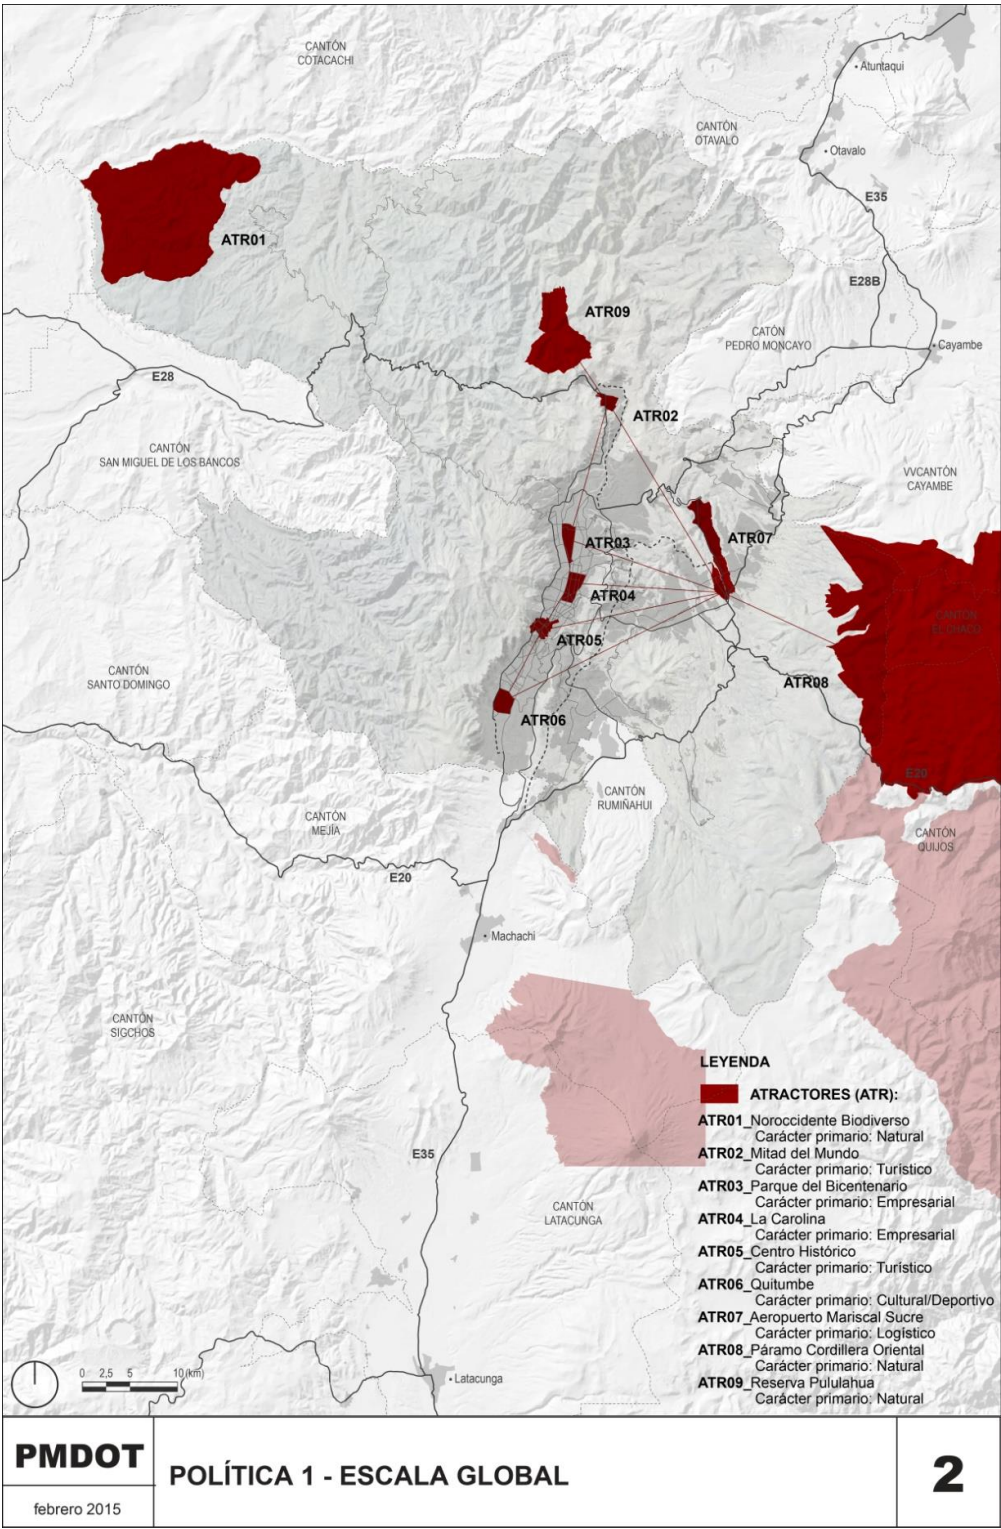 CANTÓN
COTACACHI
Atuntaqui
CANTÓN
OTAVALO
Otavalo
E35
ATR01
E28B
ATR09
CATÓN
PEDRO MONCAYO
Cayambe
E28
ATR02
CANTÓN
SAN MIGUEL DE LOS BANCOS
VVCANTÓN
CAYAMBE
ATR03
ATR07
ATR04
CANTÓN
EL CHACO
ATR05
CANTÓN
SANTO DOMINGO
ATR08
ATR06
E20
CANTÓN
RUMIÑAHUI
CANTÓN
MEJÍA
CANTÓN
QUIJOS
E20
Machachi
CANTÓN
SIGCHOS
E35
CANTÓN
LATACUNGA
LEYENDA
ATRACTORES (ATR):
ATR01_Noroccidente Biodiverso
Carácter primario: Natural
ATR02_Mitad del Mundo
Carácter primario: Turístico
ATR03_Parque del Bicentenario
Carácter primario: Empresarial
ATR04_La Carolina
Carácter primario: Empresarial
ATR05_Centro Histórico
Carácter primario: Turístico
ATR06_Quitumbe
Carácter primario: Cultural/Deportivo
ATR07_Aeropuerto Mariscal Sucre
Carácter primario: Logístico
ATR08_Páramo Cordillera Oriental
Carácter primario: Natural
ATR09_Reserva Pululahua
Carácter primario: Natural
0 2,5 5 10 (km)
Latacunga
PMDOT
febrero 2015
POLÍTICA 1 - ESCALA GLOBAL
2